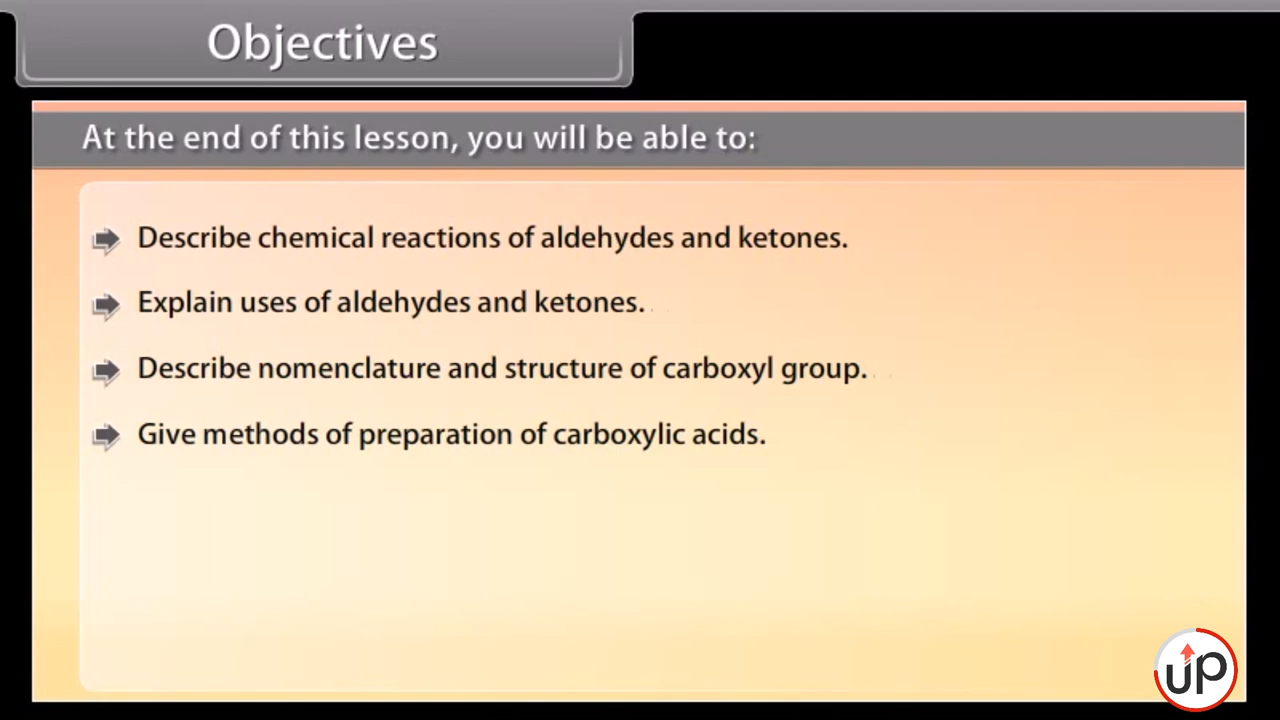 Objectives
At the end of this lesson, you will be able to:
Describe chemical reactions of aldehydes and ketones.
Explain uses of aldehydes and ketones.
Describe nomenclature and structure of carboxyl group.
Give methods of preparation of carboxylic acids.
up